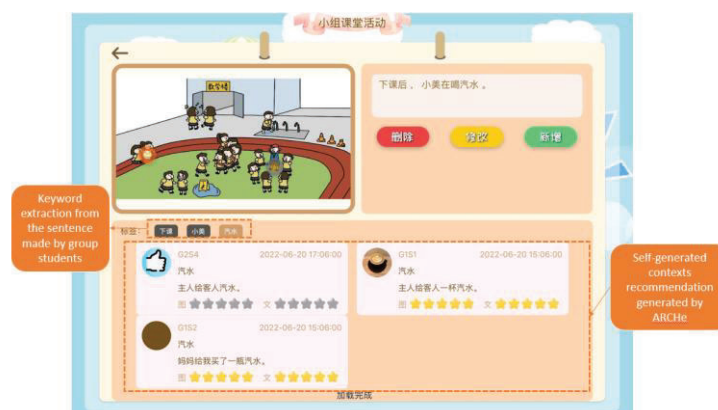 小组课堂活动
教学楼
下课后，小美在喝汽水。
删除 修改 新增
Keyword
extraction from
the sentence
made by group
students
标签： 下课 小美 汽水
G2S4 2022-06-20 17:06:00
汽水
主人给客人汽水。
图 文
G1S1 2022-06-20 15:06:00
汽水
主人给客人一杯汽水。
图 文
G1S2 2022-06-20 15:06:00
汽水
妈妈给我买了一瓶汽水。
图 文
加载完成
Self-generated
contexts
recommendation
generated by
ARCHe